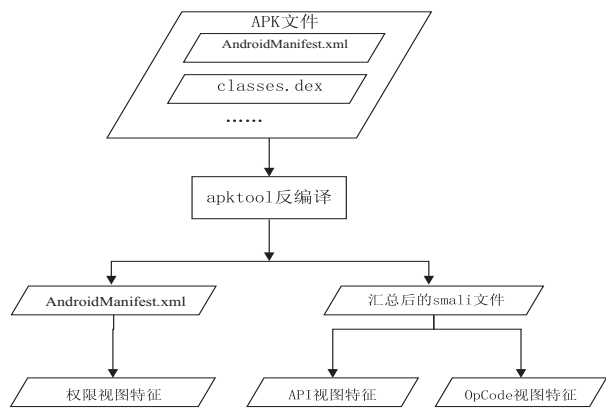 APK文件
AndroidManifest.xml
classes.dex
......
apktool反编译
AndroidManifest.xml
汇总后的smali文件
权限视图特征
API视图特征
OpCode视图特征